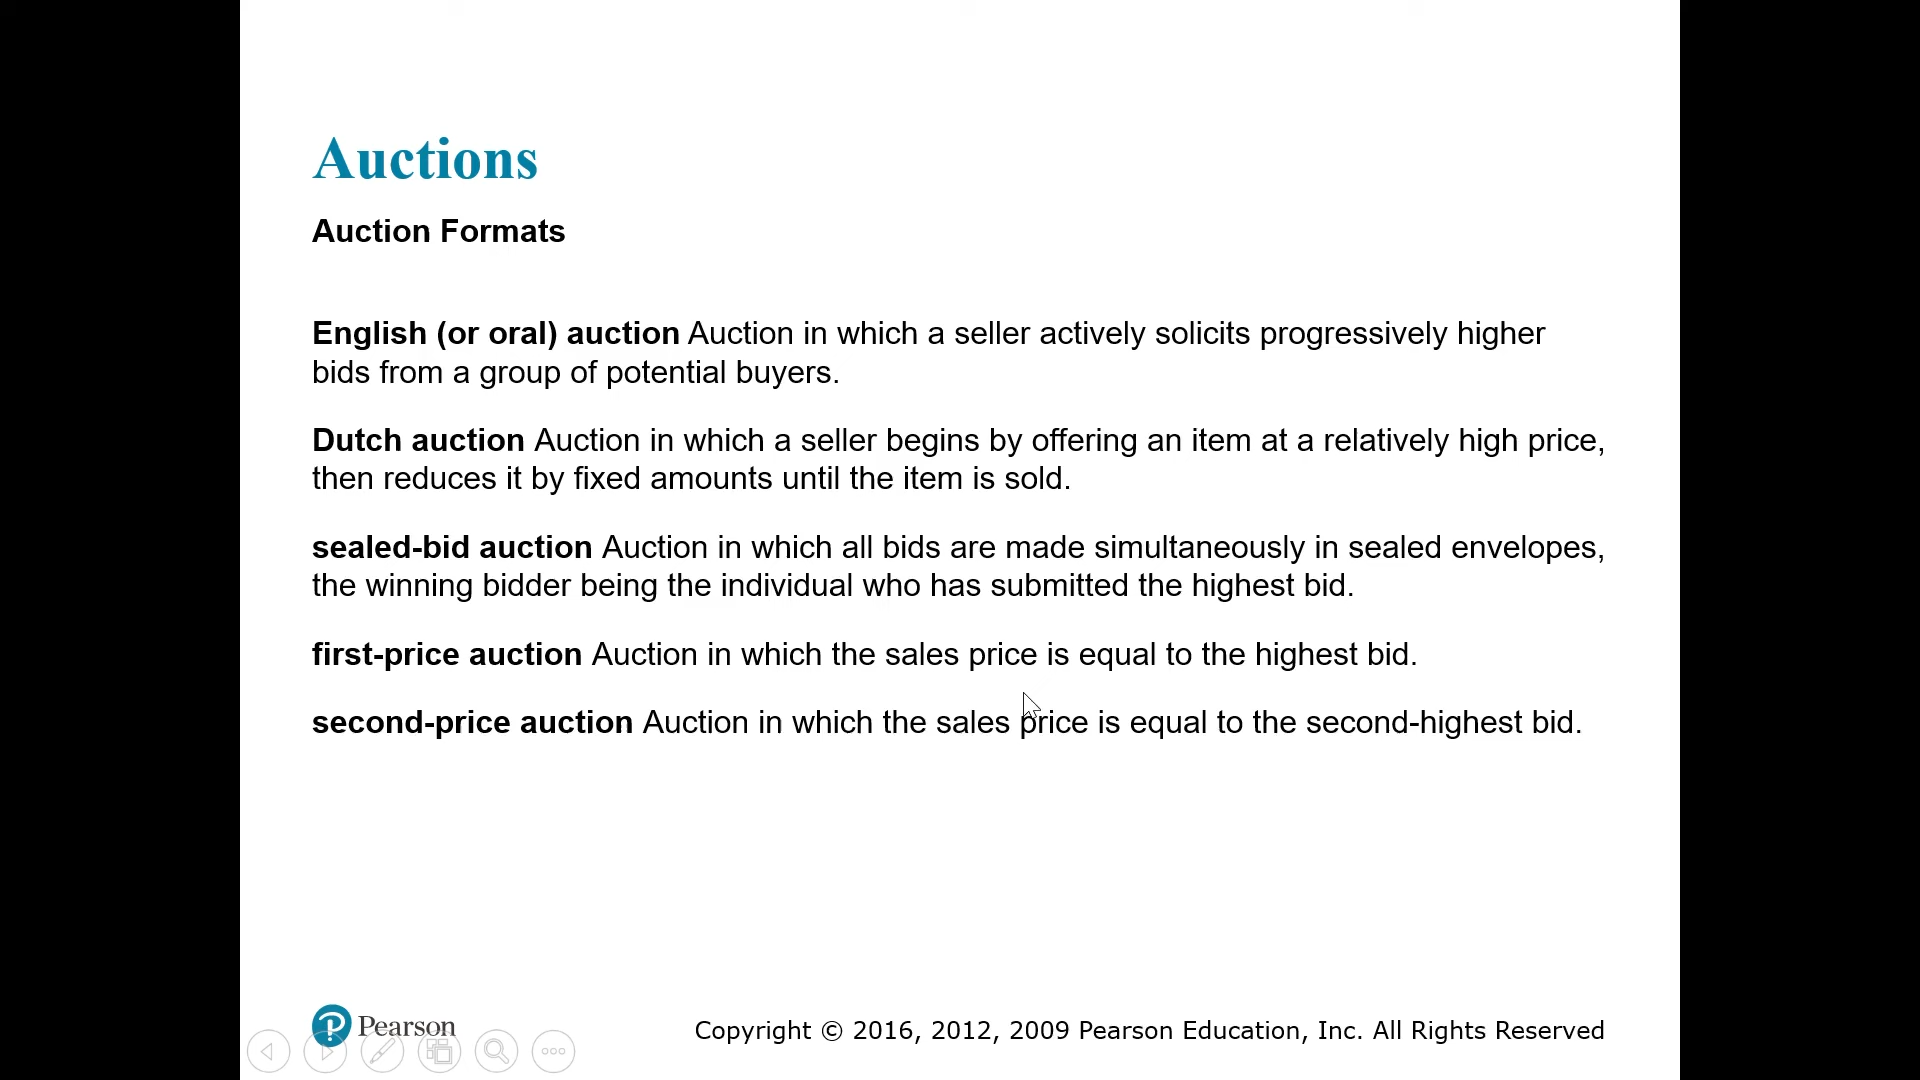 Auctions
Auction Formats
English (or oral) auction Auction in which a seller actively solicits progressively higher
bids from a group of potential buyers.
Dutch auction Auction in which a seller begins by offering an item at a relatively high price,
then reduces it by fixed amounts until the item is sold.
sealed-bid auction Auction in which all bids are made simultaneously in sealed envelopes,
the winning bidder being the individual who has submitted the highest bid.
first-price auction Auction in which the sales price is equal to the highest bid.
second-price auction Auction in which the sales price is equal to the second-highest bid.
Pearson
Copyright © 2016, 2012, 2009 Pearson Education, Inc. All Rights Reserved